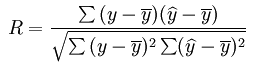 R = \frac{\sum (y - \overline{y})(\widehat{y} - \overline{y})}{\sqrt{\sum (y - \overline{y})^2 \sum (\widehat{y} - \overline{y})^2}}